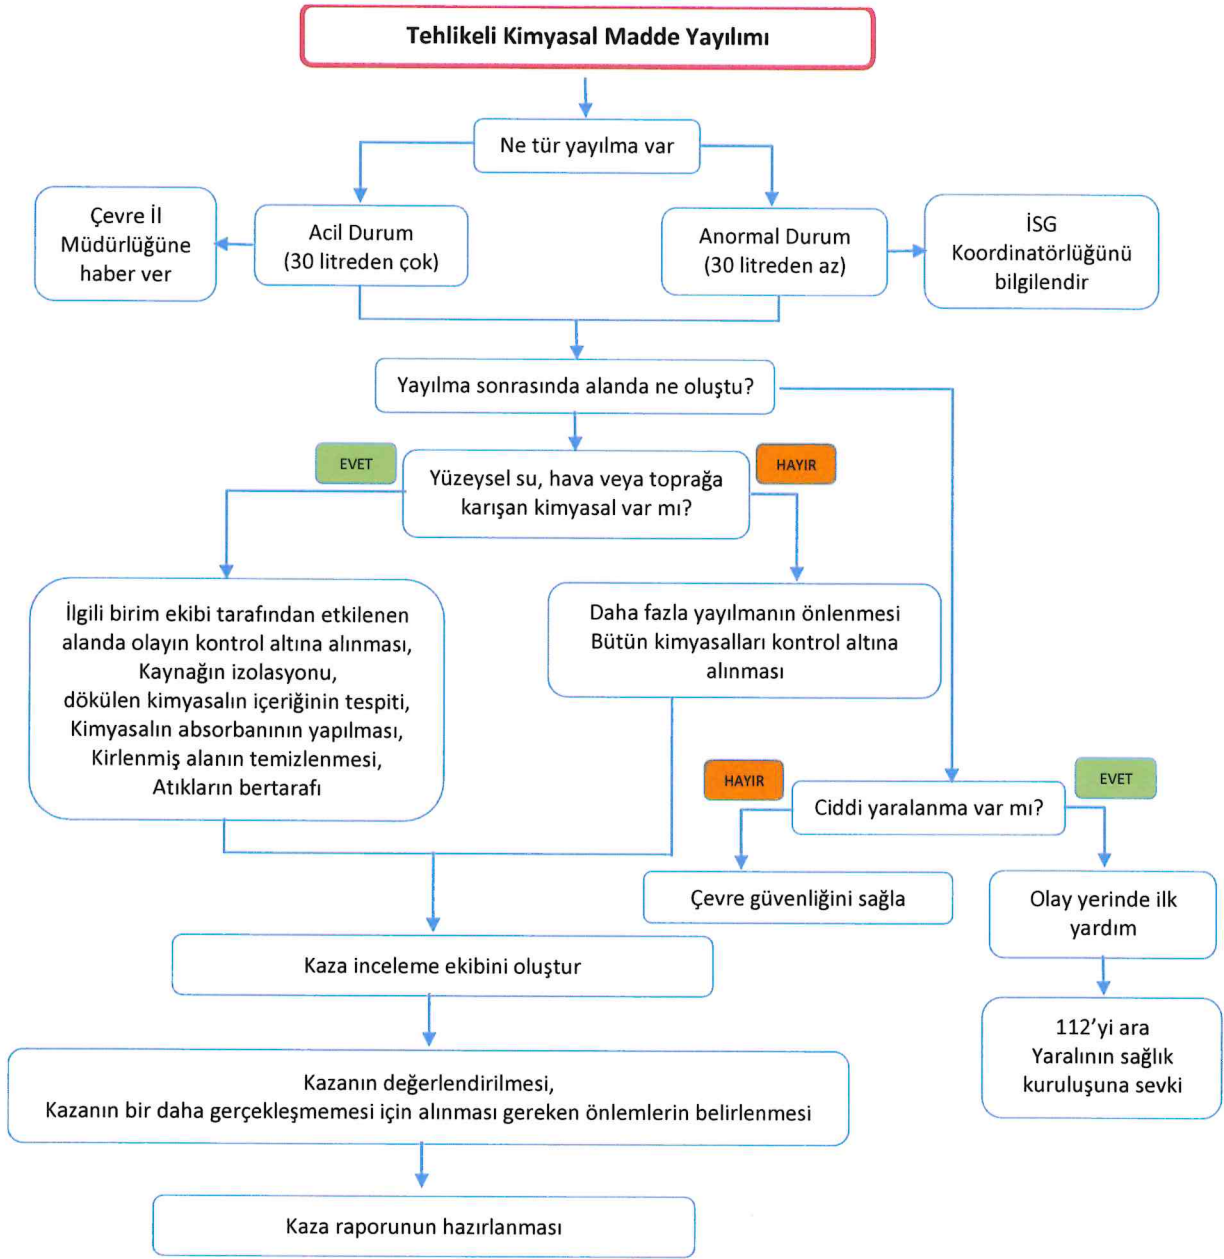 Tehlikeli Kimyasal Madde Yayılımı
Ne tür yayılma var
Çevre İl
Müdürlüğüne
haber ver
Acil Durum
(30 litreden çok)
Anormal Durum
(30 litreden az)
İSG
Koordinatörlüğünü
bilgilendir
Yayılma sonrasında alanda ne oluştu?
EVET
Yüzeysel su, hava veya toprağa
karışan kimyasal var mı?
HAYIR
İlgili birim ekibi tarafından etkilenen
alanda olayın kontrol altına alınması,
Kaynağın izolasyonu,
dökülen kimyasalın içeriğinin tespiti,
Kimyasalın absorbanının yapılması,
Kirlenmiş alanın temizlenmesi,
Atıkların bertarafı
Daha fazla yayılmanın önlenmesi
Bütün kimyasalları kontrol altına
alınması
HAYIR
Ciddi yaralanma var mı?
EVET
Çevre güvenliğini sağla
Olay yerinde ilk
yardım
Kaza inceleme ekibini oluştur
112’yi ara
Yaralının sağlık
kuruluşuna sevki
Kazanın değerlendirilmesi,
Kazanın bir daha gerçekleşmemesi için alınması gereken önlemlerin belirlenmesi
Kaza raporunun hazırlanması